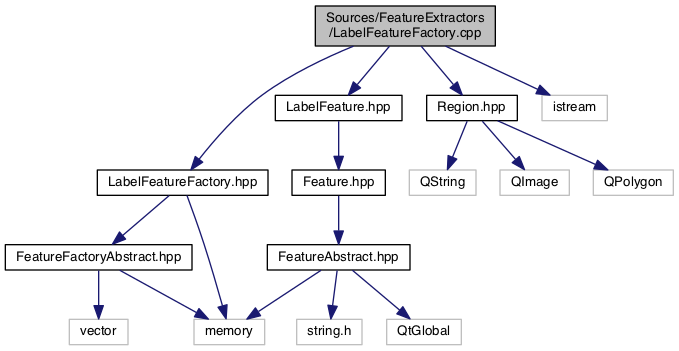 Sources/FeatureExtractors
/LabelFeatureFactory.cpp
LabelFeature.hpp
Region.hpp
istream
LabelFeatureFactory.hpp
Feature.hpp
QString
QImage
QPolygon
FeatureFactoryAbstract.hpp
FeatureAbstract.hpp
vector
memory
string.h
QtGlobal